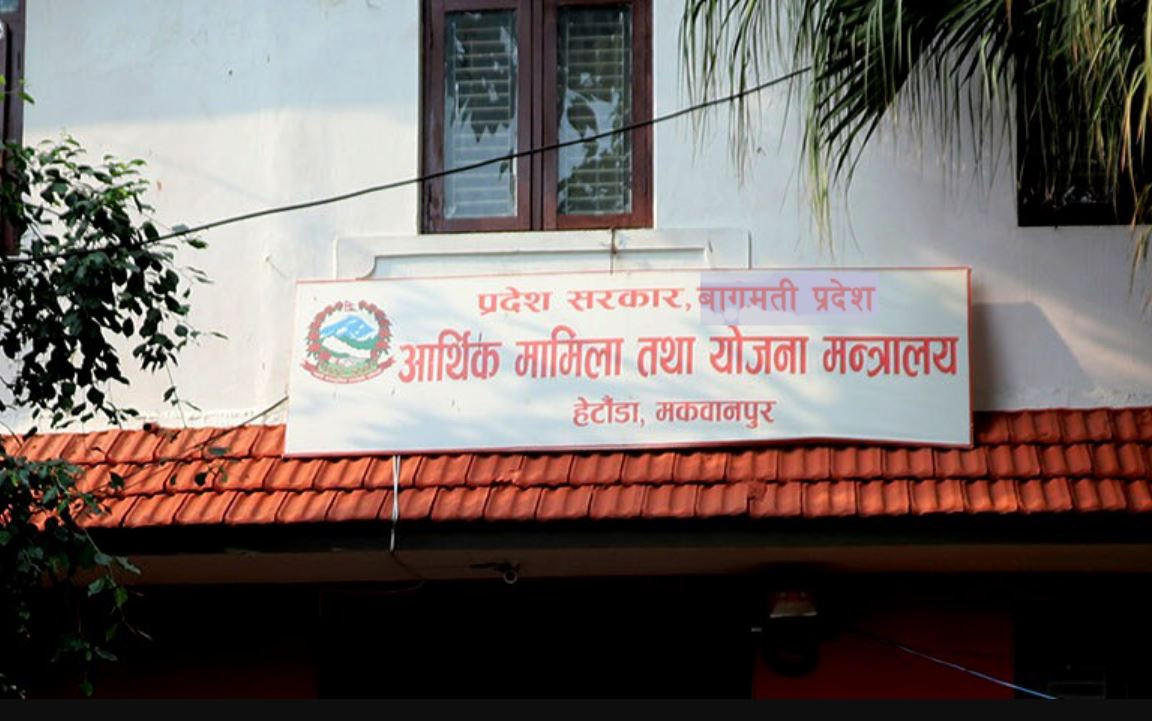 प्रदेश सरकार, बागमती प्रदेश
आर्थिक मामिला तथा योजना मन्त्रालय
हेटौंडा, मकवानपुर